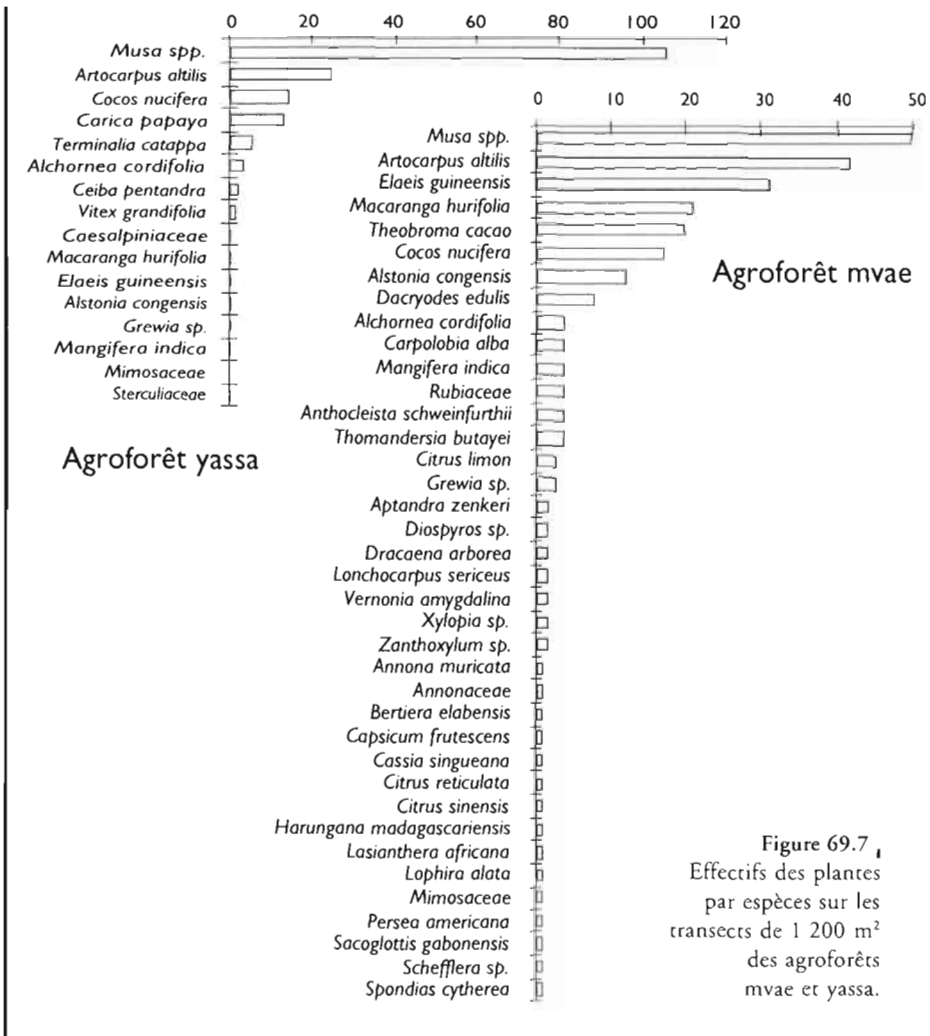 0 20 40 60 80 100 120
Musa spp.
Artocarpus altilis
Cocos nucifera
Carica papaya
Terminalia catappa
Alchornea cordifolia
Ceiba pentandra
Vitex grandifolia
Caesalpiniaceae
Macaranga hurifolia
Elaeis guineensis
Alstonia congensis
Grewia sp.
Mangifera indica
Mimosaceae
Sterculiaceae
Agroforêt yassa
0 10 20 30 40 50
Musa spp.
Artocarpus altilis
Elaeis guineensis
Macaranga hurifolia
Theobroma cacao
Cocos nucifera
Alstonia congensis
Dacryodes edulis
Alchornea cordifolia
Carpolobia alba
Mangifera indica
Rubiaceae
Anthocleista schweinfurthii
Thomandersia butayei
Citrus limon
Grewia sp.
Aptandra zenkeri
Diospyros sp.
Dracaena arborea
Lonchocarpus sericeus
Vernonia amygdalina
Xylopia sp.
Zanthoxylum sp.
Annona muricata
Annonaceae
Bertiera elabensis
Capsicum frutescens
Cassia singueana
Citrus reticulata
Citrus sinensis
Harungana madagascariensis
Lasianthera africana
Lophira alata
Mimosaceae
Persea americana
Sacoglottis gabonensis
Schefflera sp.
Spondias cytherea
Agroforêt mvae
Figure 69.7
Effectifs des plantes
par espèces sur les
transects de 1 200 m²
des agroforêts
mvae et yassa.